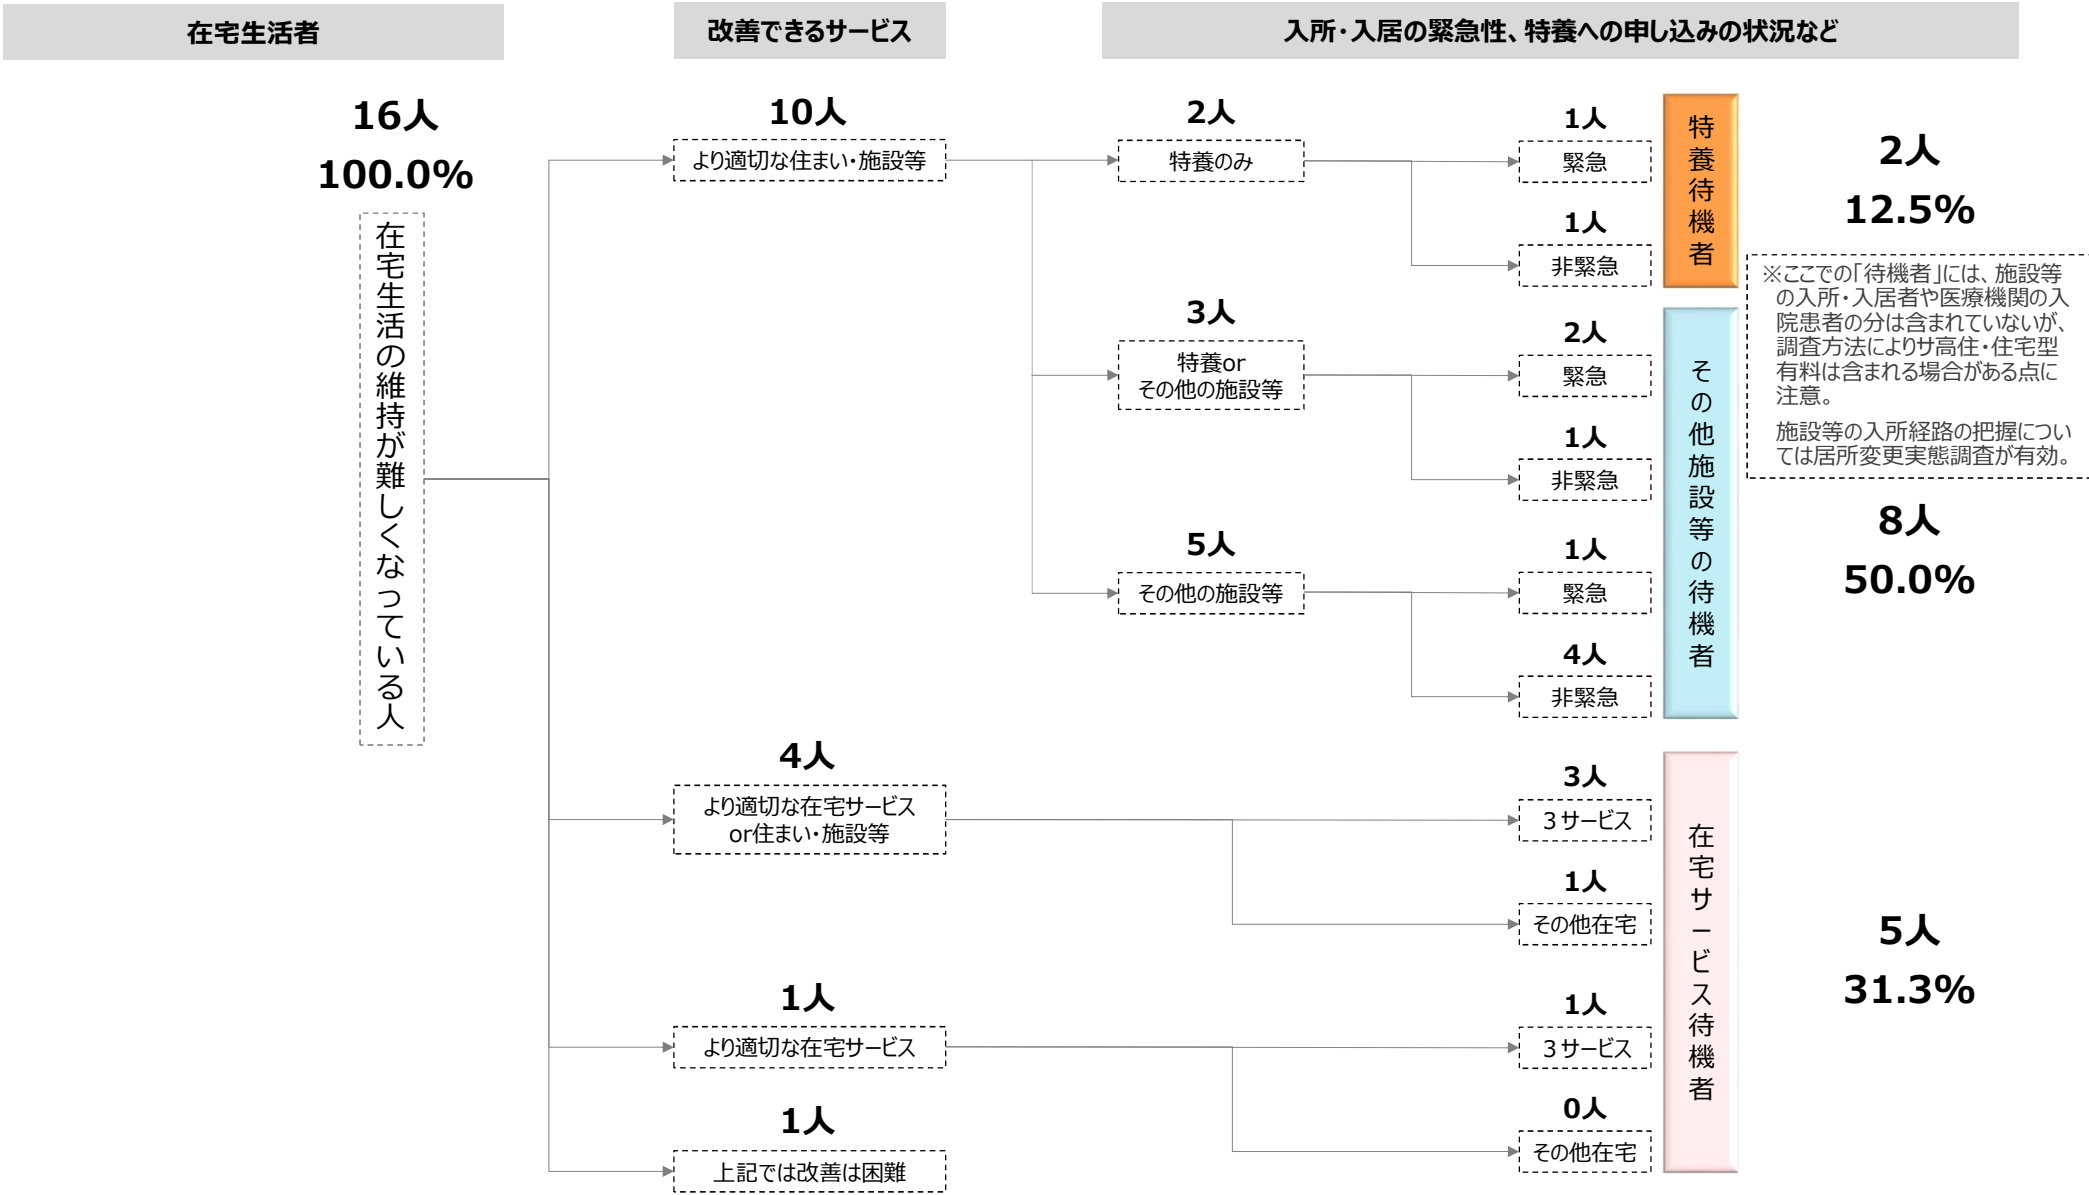 在宅生活者
改善できるサービス
入所・入居の緊急性、特養への申し込みの状況など
16人
100.0%
在宅生活の維持が難しくなっている人
10人
より適切な住まい・施設等
2人
特養のみ
1人
緊急
1人
非緊急
3人
特養or
その他の施設等
2人
緊急
1人
非緊急
5人
その他の施設等
1人
緊急
4人
非緊急
4人
より適切な在宅サービス
or住まい・施設等
3人
3サービス
1人
その他在宅
1人
より適切な在宅サービス
1人
3サービス
0人
その他在宅
1人
上記では改善は困難
特養待機者
2人
12.5%
※ここでの「待機者」には、施設等
の入所・入居者や医療機関の入
院患者の分は含まれていないが、
調査方法によりサ高住・住宅型
有料は含まれる場合がある点に
注意。
施設等の入所経路の把握につい
ては居所変更実態調査が有効。
その他施設等の待機者
8人
50.0%
在宅サービス待機者
5人
31.3%